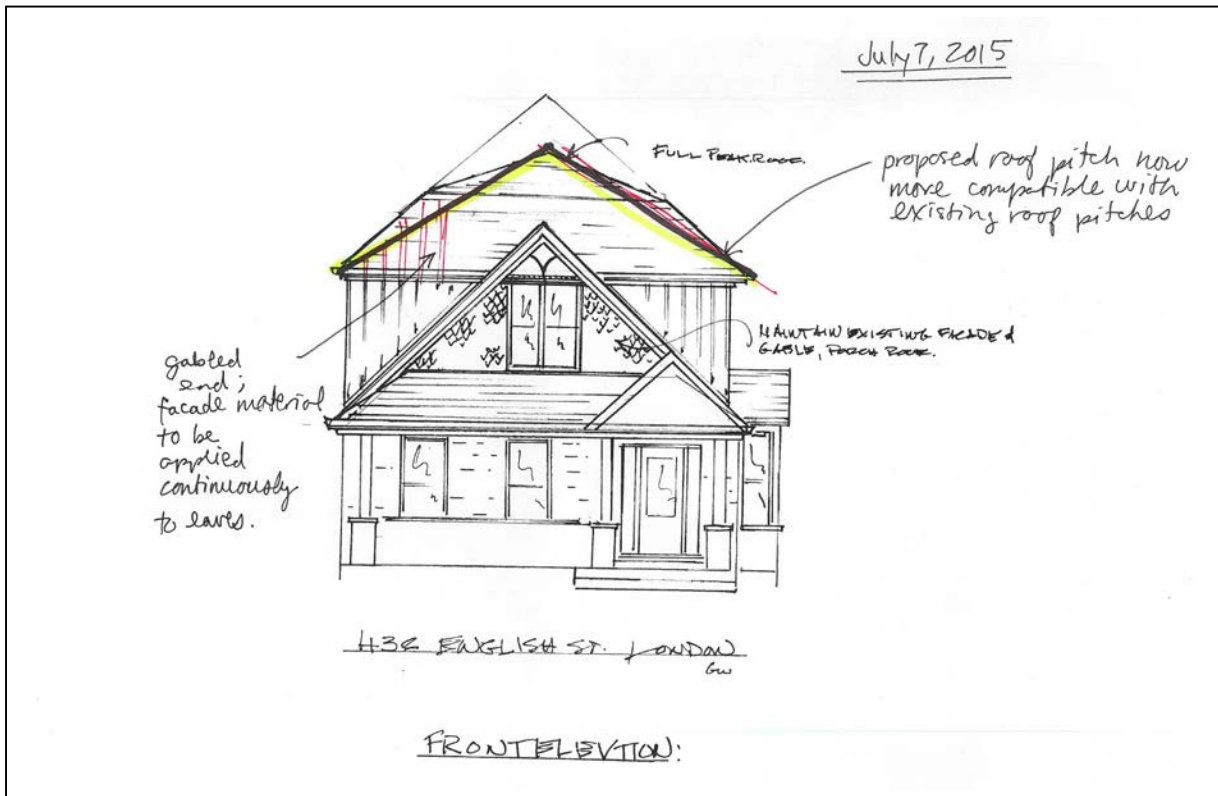 July 7, 2015
FULL PEAK ROOF.
proposed roof pitch now
more compatible with
existing roof pitches
MAINTAIN EXISTING FACADE &
GABLE, PORCH ROOF.
gabled
end;
facade material
to be
applied
continuously
to eaves.
ENGLISH ST. LONDON
GW
FRONT ELEVTION: